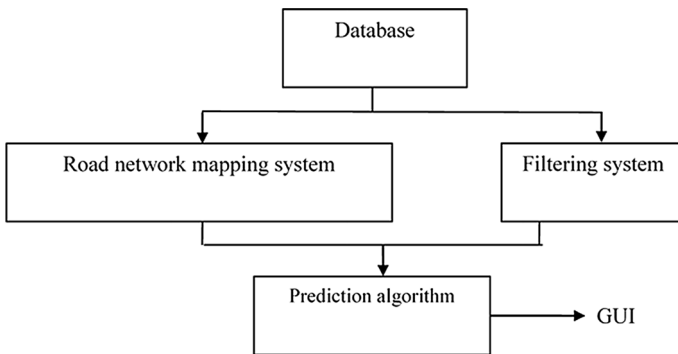 Database
Road network mapping system
Filtering system
Prediction algorithm
GUI